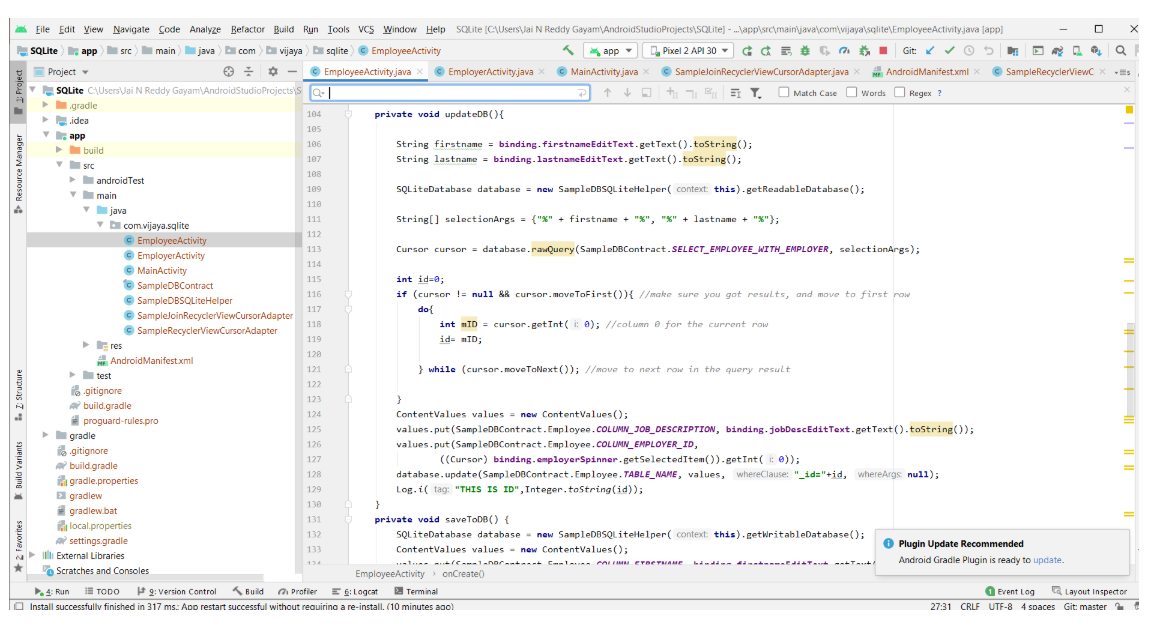 File Edit View Navigate Code Analyze Refactor Build Run Tools VCS Window Help SQLite [C:\Users\Jai N Reddy Gayam\AndroidStudioProjects\SQLite] - ...\app\src\main\java\com\vijaya\sqlite\EmployeeActivity.java [app]
SQLite app src main java com vijaya sqlite EmployeeActivity app Pixel 2 API 30 Git:
Project EmployeeActivity.java EmployerActivity.java MainActivity.java SampleJoinRecyclerViewCursorAdapter.java AndroidManifest.xml SampleRecyclerViewC
1: Project
Resource Manager
Z: Structure
Build Variants
2: Favorites
SQLite C:\Users\Jai N Reddy Gayam\AndroidStudioProjects\S
.gradle
.idea
app
build
src
androidTest
main
java
com.vijaya.sqlite
EmployeeActivity
EmployerActivity
MainActivity
SampleDBContract
SampleDBSQLiteHelper
SampleJoinRecyclerViewCursorAdapter
SampleRecyclerViewCursorAdapter
res
AndroidManifest.xml
test
.gitignore
build.gradle
proguard-rules.pro
gradle
.gitignore
build.gradle
gradle.properties
gradlew
gradlew.bat
local.properties
settings.gradle
External Libraries
Scratches and Consoles
Match Case Words Regex ?
104 private void updateDB(){
105
106 String firstname = binding.firstnameEditText.getText().toString();
107 String lastname = binding.lastnameEditText.getText().toString();
108
109 SQLiteDatabase database = new SampleDBSQLiteHelper( context: this).getReadableDatabase();
110
111 String[] selectionArgs = {"%" + firstname + "%", "%" + lastname + "%"};
112
113 Cursor cursor = database.rawQuery(SampleDBContract.SELECT_EMPLOYEE_WITH_EMPLOYER, selectionArgs);
114
115 int id=0;
116 if (cursor != null && cursor.moveToFirst()){ //make sure you got results, and move to first row
117 do{
118 int mID = cursor.getInt( i: 0); //column 0 for the current row
119 id= mID;
120
121 } while (cursor.moveToNext()); //move to next row in the query result
122
123 }
124 ContentValues values = new ContentValues();
125 values.put(SampleDBContract.Employee.COLUMN_JOB_DESCRIPTION, binding.jobDescEditText.getText().toString());
126 values.put(SampleDBContract.Employee.COLUMN_EMPLOYER_ID,
127 ((Cursor) binding.employerSpinner.getSelectedItem()).getInt( i: 0));
128 database.update(SampleDBContract.Employee.TABLE_NAME, values, whereClause: "_id="+id, whereArgs: null);
129 Log.i( tag: "THIS IS ID",Integer.toString(id));
130 }
131 private void saveToDB() {
132 SQLiteDatabase database = new SampleDBSQLiteHelper( context: this).getWritableDatabase();
133 ContentValues values = new ContentValues();
Plugin Update Recommended
Android Gradle Plugin is ready to update.
EmployeeActivity onCreate()
4: Run TODO 9: Version Control Build Profiler 6: Logcat Terminal 1 Event Log Layout Inspector
Install successfully finished in 317 ms.: App restart successful without requiring a re-install. (10 minutes ago) 27:31 CRLF UTF-8 4 spaces Git: master